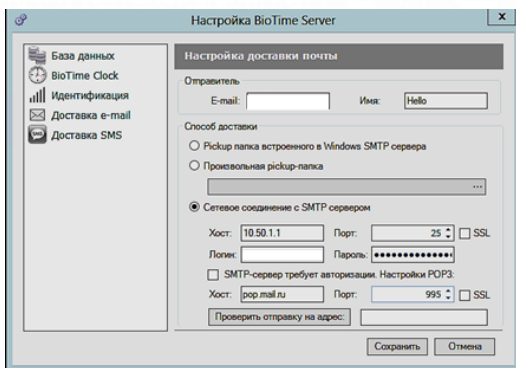 Настройка BioTime Server
x
База данных
BioTime Clock
Идентификация
Доставка e-mail
SMS
Доставка SMS
Настройка доставки почты
Отправитель
E-mail:
Имя: Hello
Способ доставки
Pickup папка встроенного в Windows SMTP сервера
Произвольная pickup-папка
...
Сетевое соединение с SMTP сервером
Хост: 10.50.1.1 Порт: 25 SSL
Логин: Пароль: ●●●●●●●●●●●●●●
SMTP-сервер требует авторизации. Настройки POP3:
Хост: pop.mail.ru Порт: 995 SSL
Проверить отправку на адрес:
Сохранить Отмена